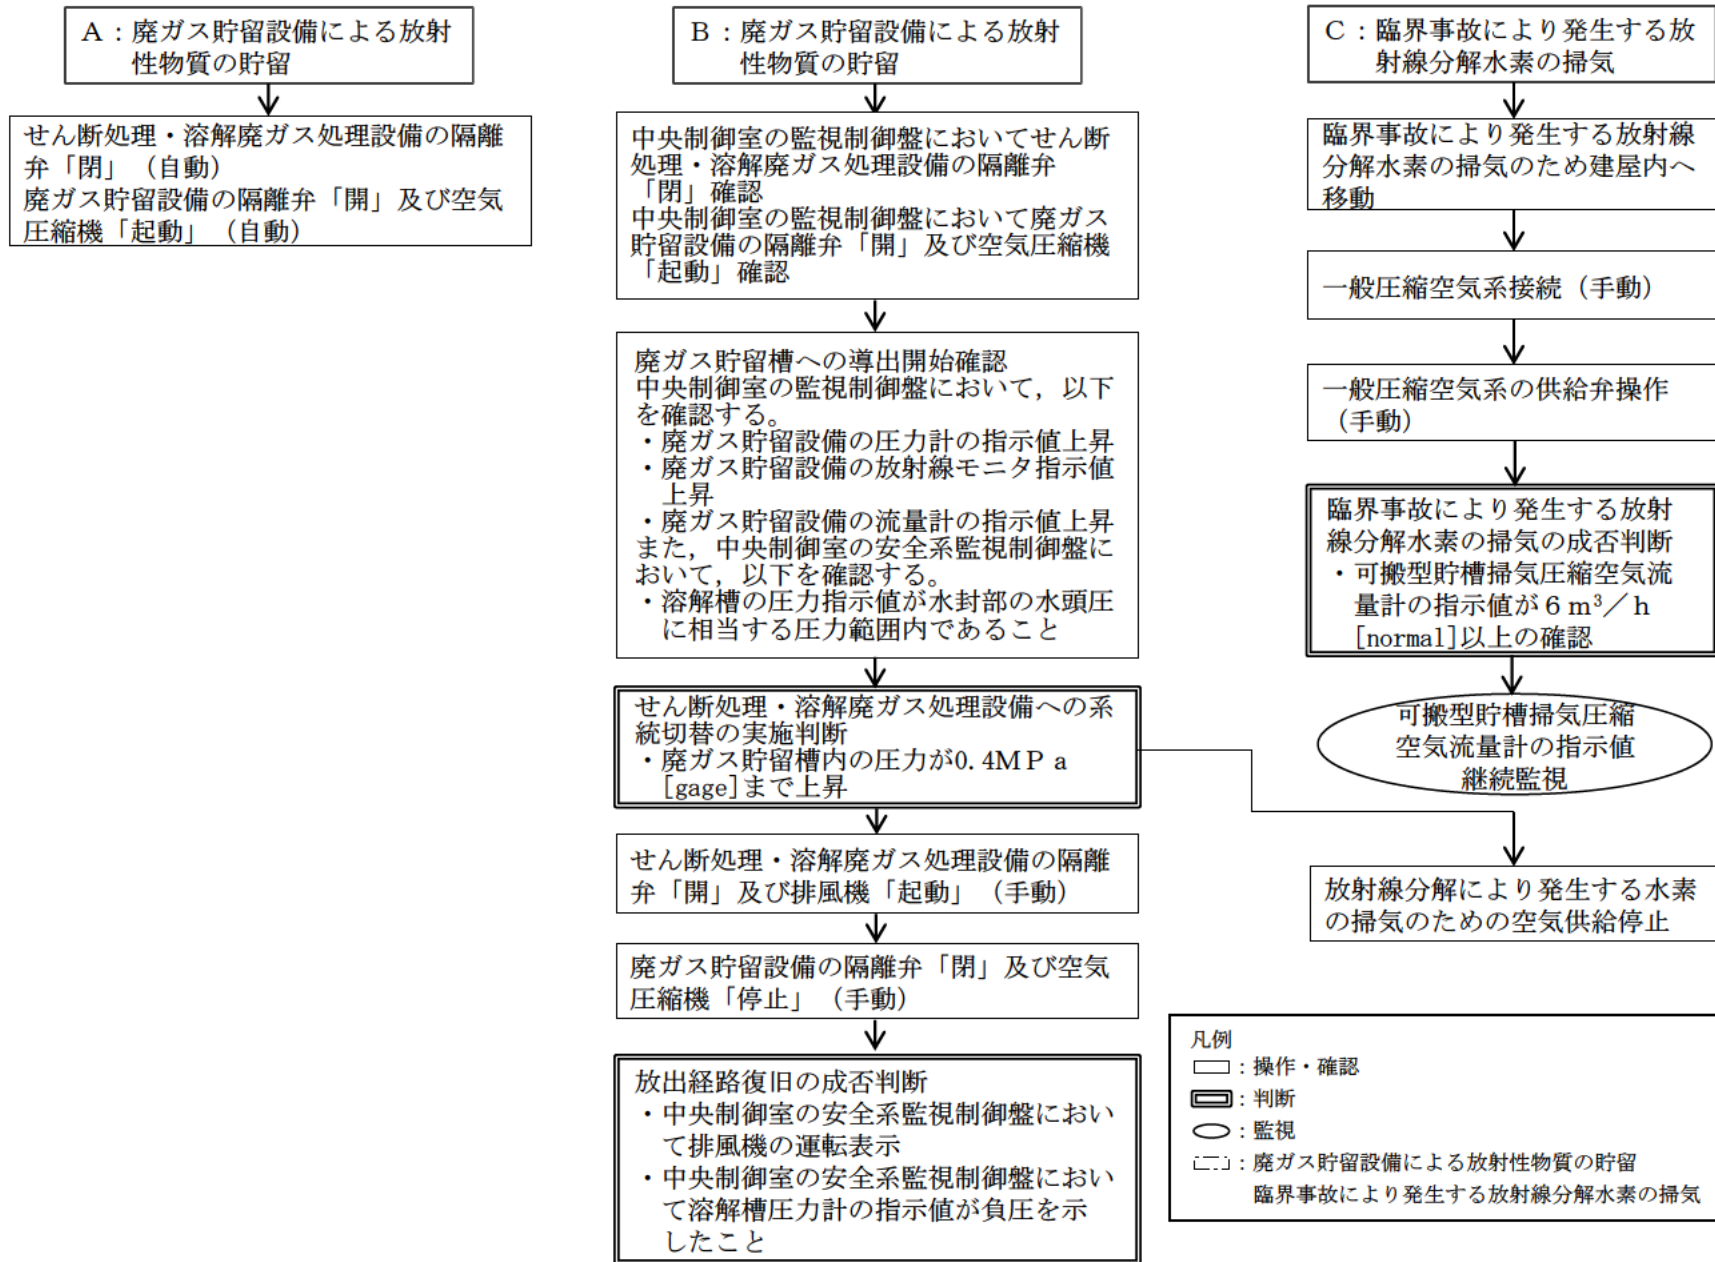 A：廃ガス貯留設備による放射
性物質の貯留
せん断処理・溶解廃ガス処理設備の隔離
弁「閉」（自動）
廃ガス貯留設備の隔離弁「開」及び空気
圧縮機「起動」（自動）
B：廃ガス貯留設備による放射
性物質の貯留
中央制御室の監視制御盤においてせん断
処理・溶解廃ガス処理設備の隔離弁
「閉」確認
中央制御室の監視制御盤において廃ガス
貯留設備の隔離弁「開」及び空気圧縮機
「起動」確認
廃ガス貯留槽への導出開始確認
中央制御室の監視制御盤において，以下
を確認する。
・廃ガス貯留設備の圧力計の指示値上昇
・廃ガス貯留設備の放射線モニタ指示値
上昇
・廃ガス貯留設備の流量計の指示値上昇
また，中央制御室の安全系監視制御盤に
おいて，以下を確認する。
・溶解槽の圧力指示値が水封部の水頭圧
に相当する圧力範囲内であること
せん断処理・溶解廃ガス処理設備への系
統切替の実施判断
・廃ガス貯留槽内の圧力が0.4MPa
[gage]まで上昇
せん断処理・溶解廃ガス処理設備の隔離
弁「開」及び排風機「起動」（手動）
廃ガス貯留設備の隔離弁「閉」及び空気
圧縮機「停止」（手動）
放出経路復旧の成否判断
・中央制御室の安全系監視制御盤におい
て排風機の運転表示
・中央制御室の安全系監視制御盤におい
て溶解槽圧力計の指示値が負圧を示
したこと
C：臨界事故により発生する放
射線分解水素の掃気
臨界事故により発生する放射線
分解水素の掃気のため建屋内へ
移動
一般圧縮空気系接続（手動）
一般圧縮空気系の供給弁操作
（手動）
臨界事故により発生する放射
線分解水素の掃気の成否判断
・可搬型貯槽掃気圧縮空気流
量計の指示値が６m³／h
[normal]以上の確認
可搬型貯槽掃気圧縮
空気流量計の指示値
継続監視
放射線分解により発生する水素
の掃気のための空気供給停止
凡例
：操作・確認
：判断
：監視
：廃ガス貯留設備による放射性物質の貯留
臨界事故により発生する放射線分解水素の掃気